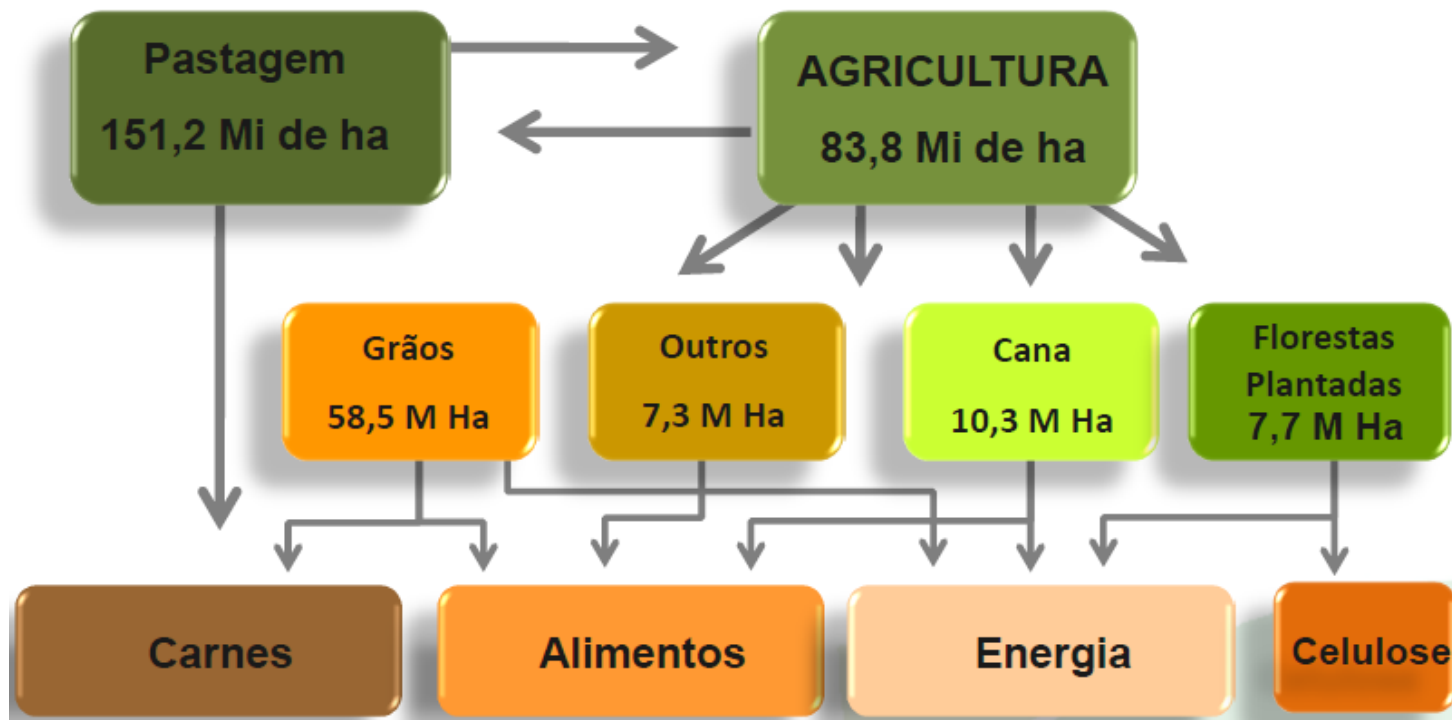 Pastagem
151,2 Mi de ha
AGRICULTURA
83,8 Mi de ha
Grãos
58,5 M Ha
Outros
7,3 M Ha
Cana
10,3 M Ha
Florestas
Plantadas
7,7 M Ha
Carnes
Alimentos
Energia
Celulose